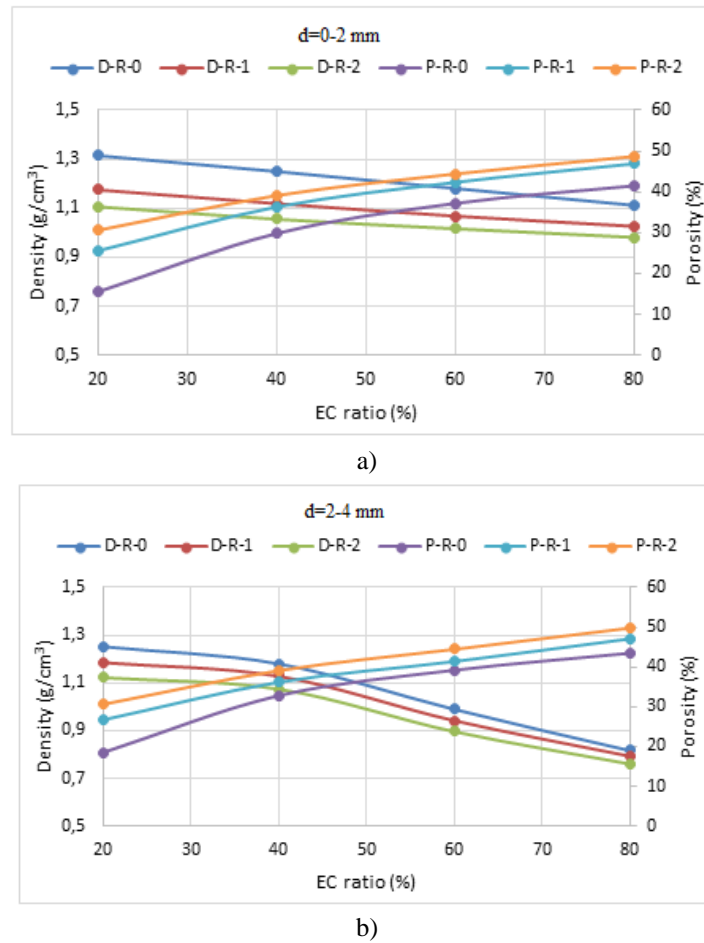 d=0-2 mm
D-R-0 D-R-1 D-R-2 P-R-0 P-R-1 P-R-2
1,5 60
50
1,3
40
1,1
30
0,9
20
0,7
10
0,5 0
Density (g/cm³)
Porosity (%)
20 30 40 50 60 70 80
EC ratio (%)
a)
d=2-4 mm
D-R-0 D-R-1 D-R-2 P-R-0 P-R-1 P-R-2
1,5 60
50
1,3
40
1,1
30
0,9
20
0,7
10
0,5 0
Density (g/cm³)
Porosity (%)
20 30 40 50 60 70 80
EC ratio (%)
b)